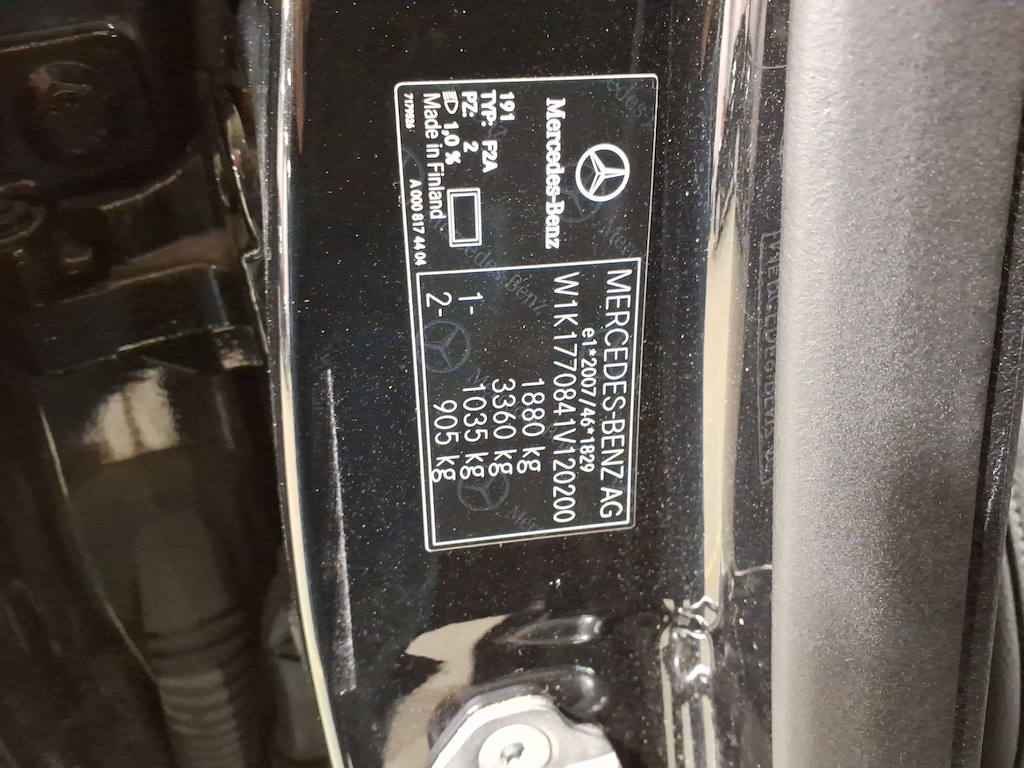 Mercedes-Benz
191
TYP: F2A
PZ: 2
1,0 %
Made in Finland
A 000 817 44 04
MERCEDES-BENZ AG
e1*2007/46*1829
W1K1770841V120200
1880 kg
3360 kg
1- 1035 kg
2- 905 kg